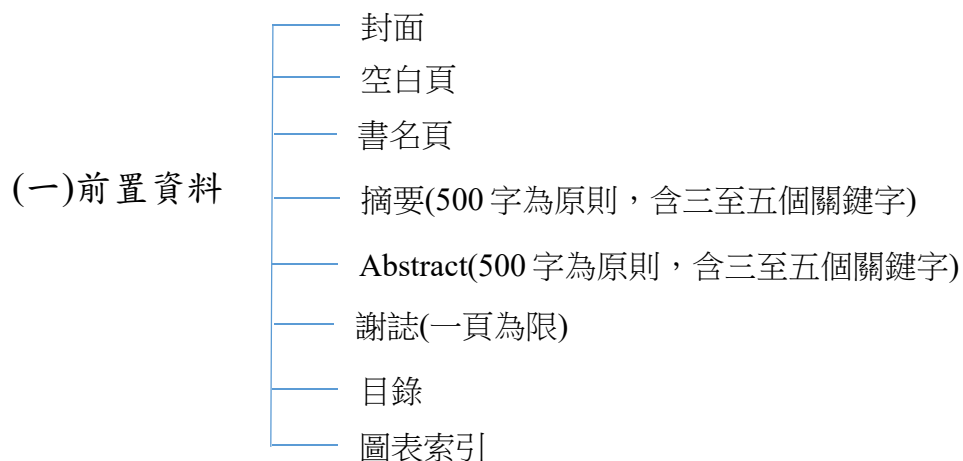 封面
空白頁
書名頁
(一)前置資料
摘要(500字為原則，含三至五個關鍵字)
Abstract(500字為原則，含三至五個關鍵字)
謝誌(一頁為限)
目錄
圖表索引